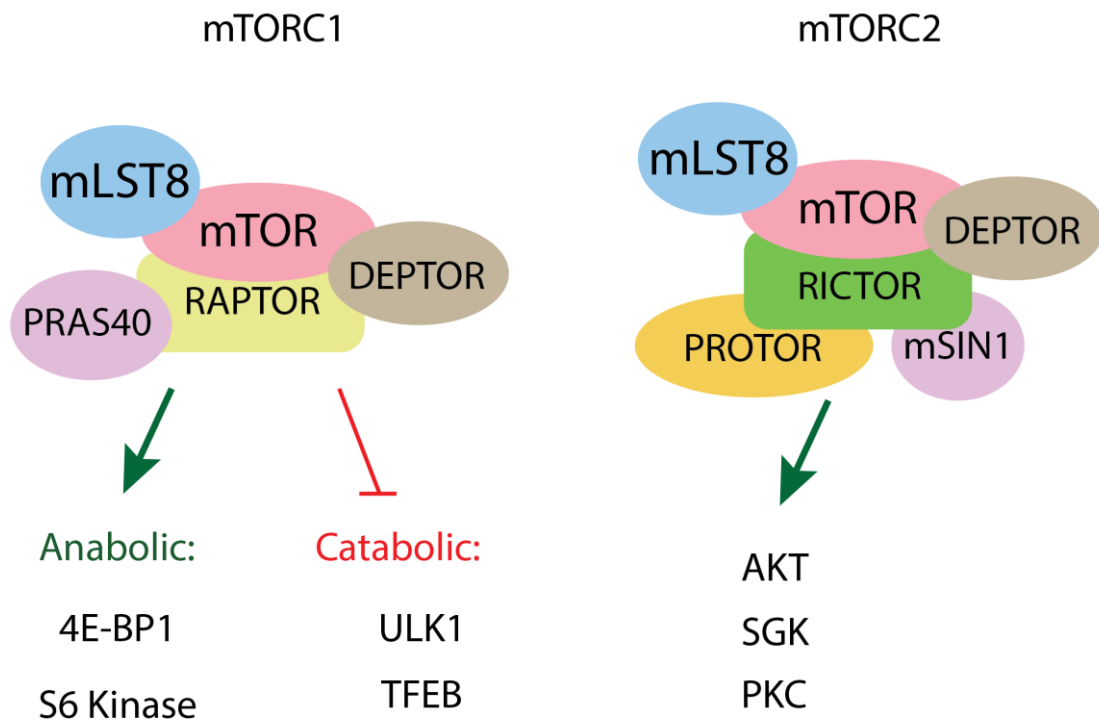 mTORC1
mLST8
mTOR
DEPTOR
RAPTOR
PRAS40
Anabolic:
4E-BP1
S6 Kinase
Catabolic:
ULK1
TFEB
mTORC2
mLST8
mTOR
DEPTOR
RICTOR
PROTOR
mSIN1
AKT
SGK
PKC